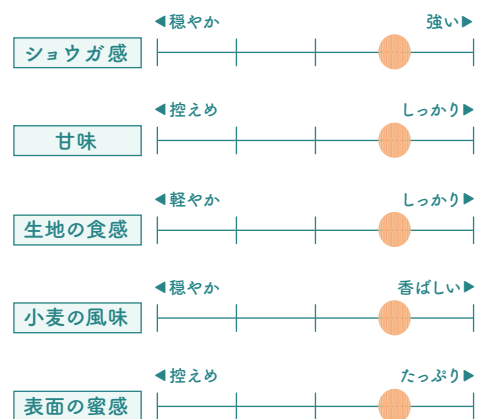 ◀穏やか 強い▶
ショウガ感
◀控えめ しっかり▶
甘味
◀軽やか しっかり▶
生地の食感
◀穏やか 香ばしい▶
小麦の風味
◀控えめ たっぷり▶
表面の蜜感